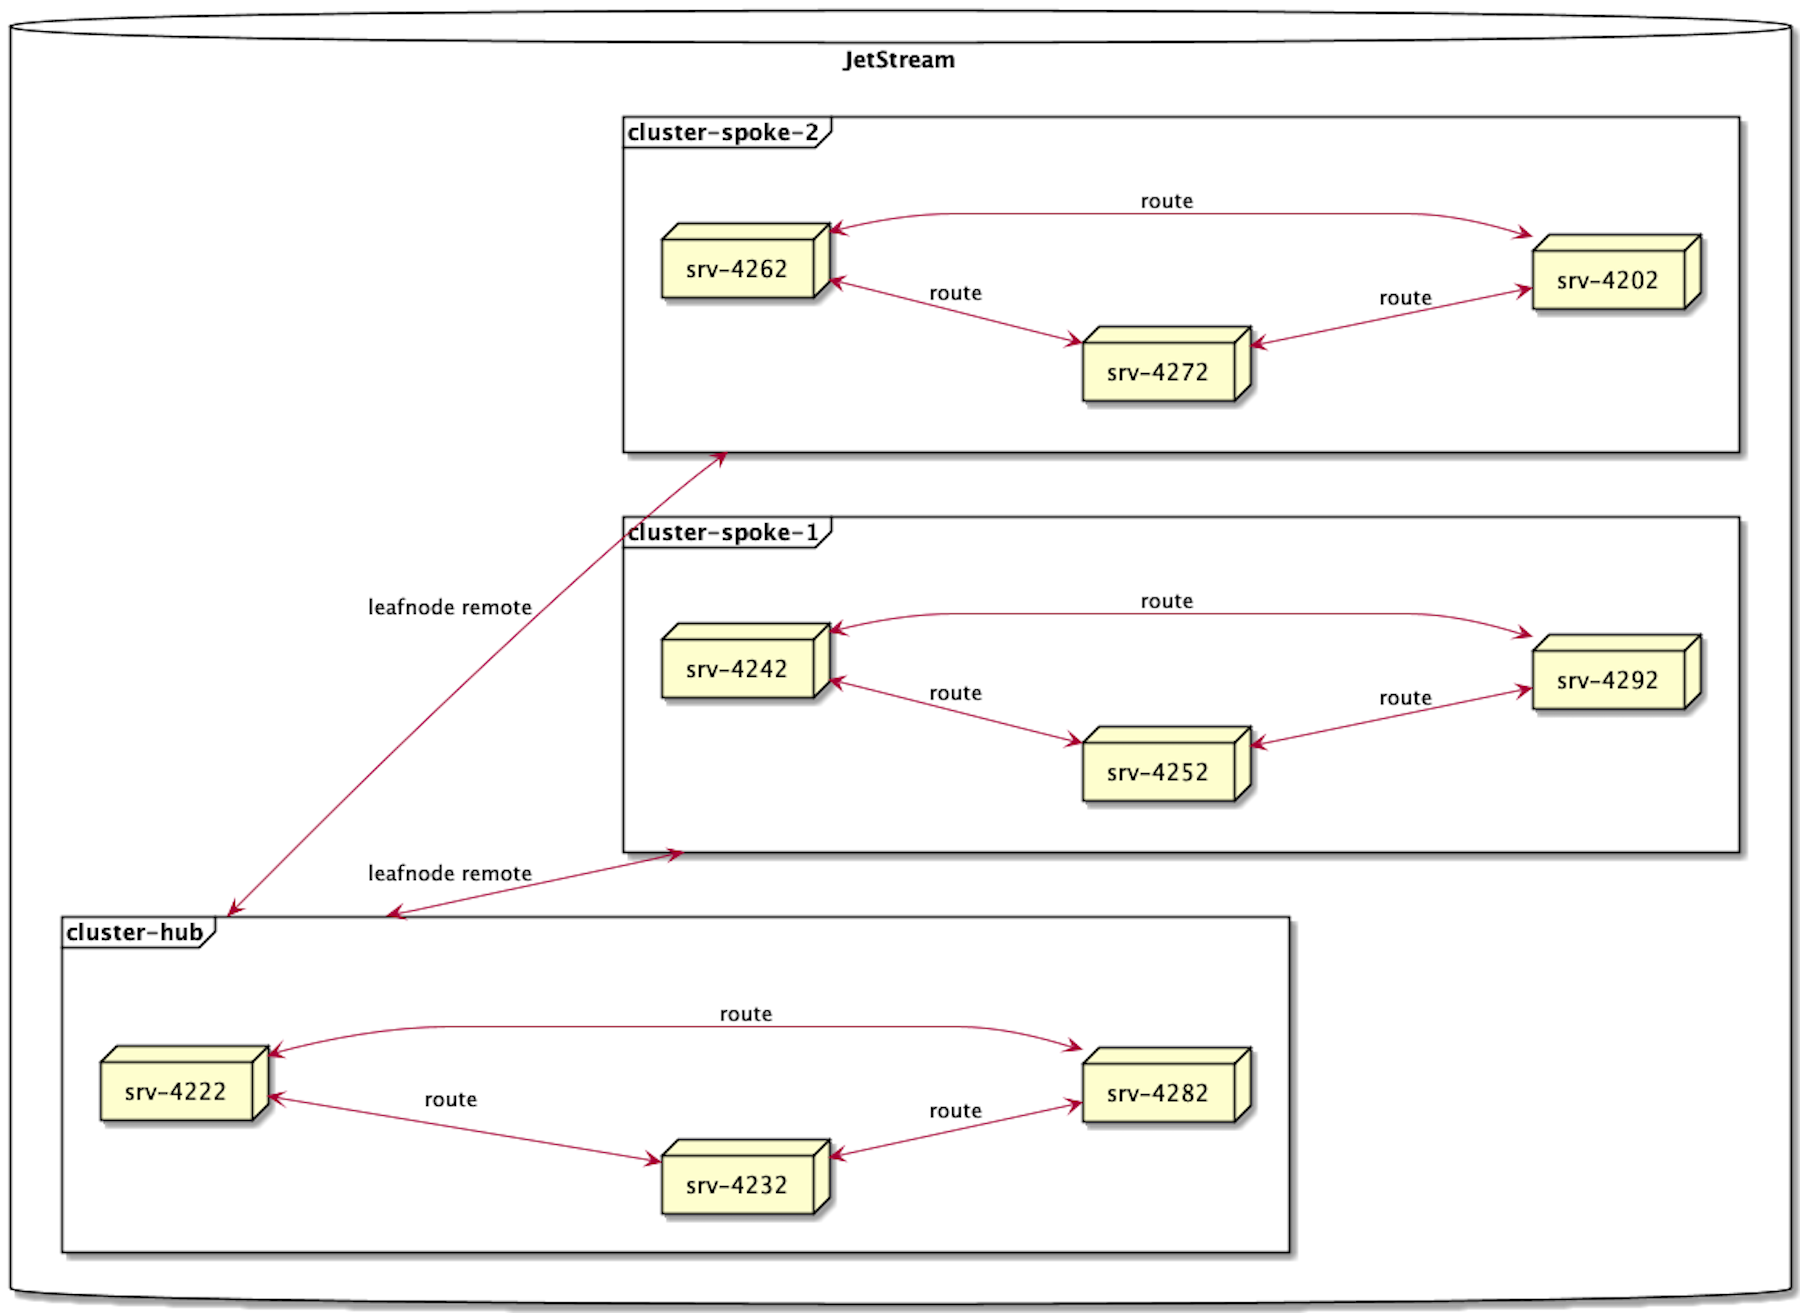 JetStream
cluster-spoke-2
route
srv-4262
srv-4202
route
route
srv-4272
cluster-spoke-1
leafnode remote
route
srv-4242
srv-4292
route
route
srv-4252
leafnode remote
cluster-hub
route
srv-4222
srv-4282
route
route
srv-4232